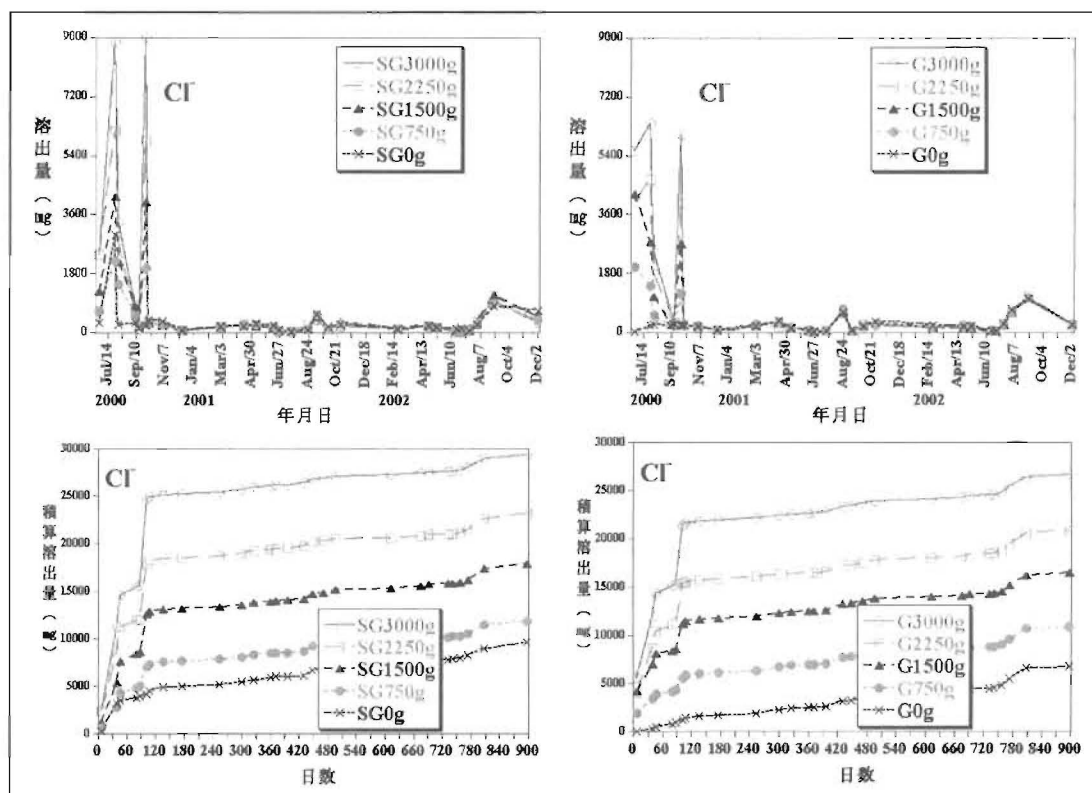 9000
7200
5400
3600
1800
0
溶出量(mg)
Cl⁻
SG3000g
SG2250g
SG1500g
SG750g
SG0g
Jul/14
Sep/10
Nov/7
Jan/4
Mar/3
Apr/30
Jun/27
Aug/24
Oct/21
Dec/18
Feb/14
Apr/13
Jun/10
Aug/7
Oct/4
Dec/2
2000
2001
2002
年月日
9000
7200
5400
3600
1800
0
溶出量(mg)
Cl⁻
G3000g
G2250g
G1500g
G750g
G0g
Jul/14
Sep/10
Nov/7
Jan/4
Mar/3
Apr/30
Jun/27
Aug/24
Oct/21
Dec/18
Feb/14
Apr/13
Jun/10
Aug/7
Oct/4
Dec/2
2000
2001
2002
年月日
30000
25000
20000
15000
10000
5000
0
積算溶出量(mg)
Cl⁻
SG3000g
SG2250g
SG1500g
SG750g
SG0g
0 60 120 180 240 300 360 420 480 540 600 660 720 780 840 900
日数
30000
25000
20000
15000
10000
5000
0
積算溶出量(mg)
Cl⁻
G3000g
G2250g
G1500g
G750g
G0g
0 60 120 180 240 300 360 420 480 540 600 660 720 780 840 900
日数